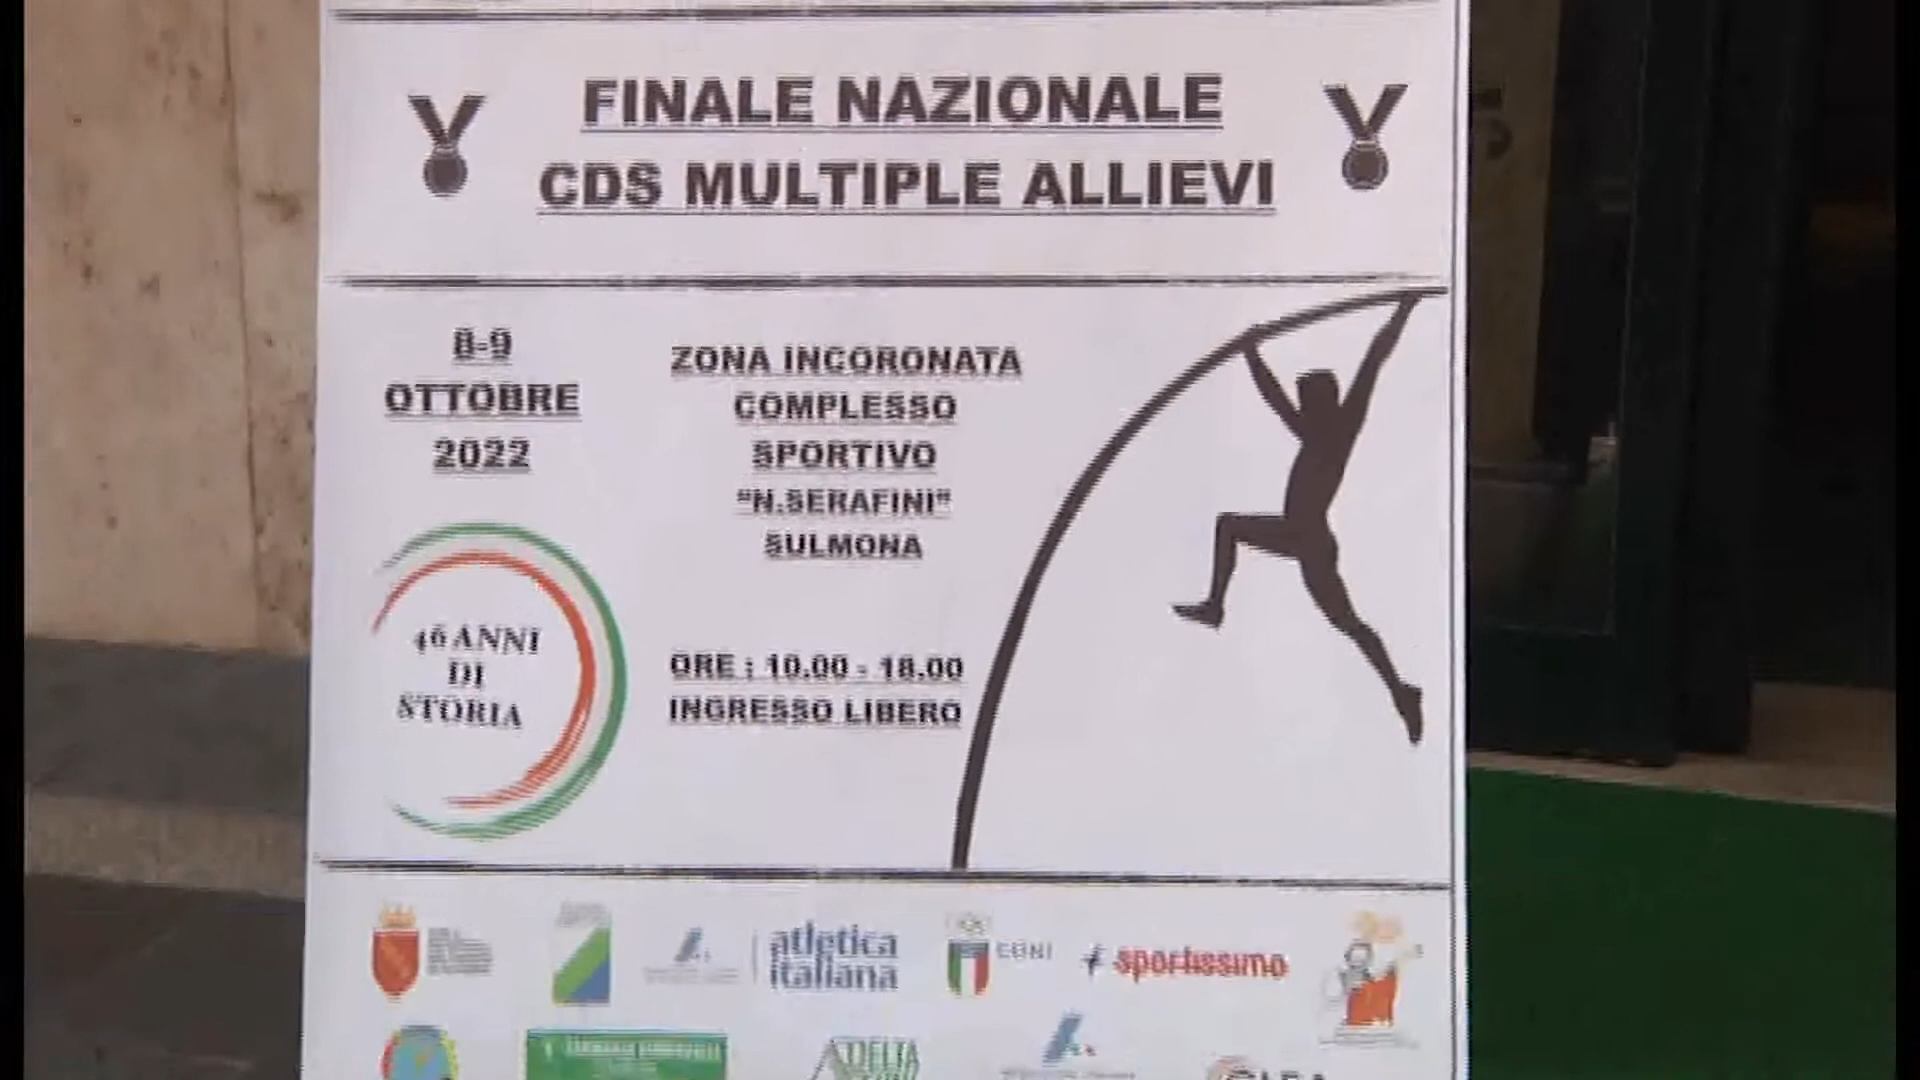 FINALE NAZIONALE
CDS MULTIPLE ALLIEVI
8-9
OTTOBRE
2022
ZONA INCORONATA
COMPLESSO
SPORTIVO
"N.SERAFINI"
SULMONA
46 ANNI
DI
STORIA
ORE : 10.00 - 18.00
INGRESSO LIBERO
atletica
italiana
CONI
# sportissimo
DELTA